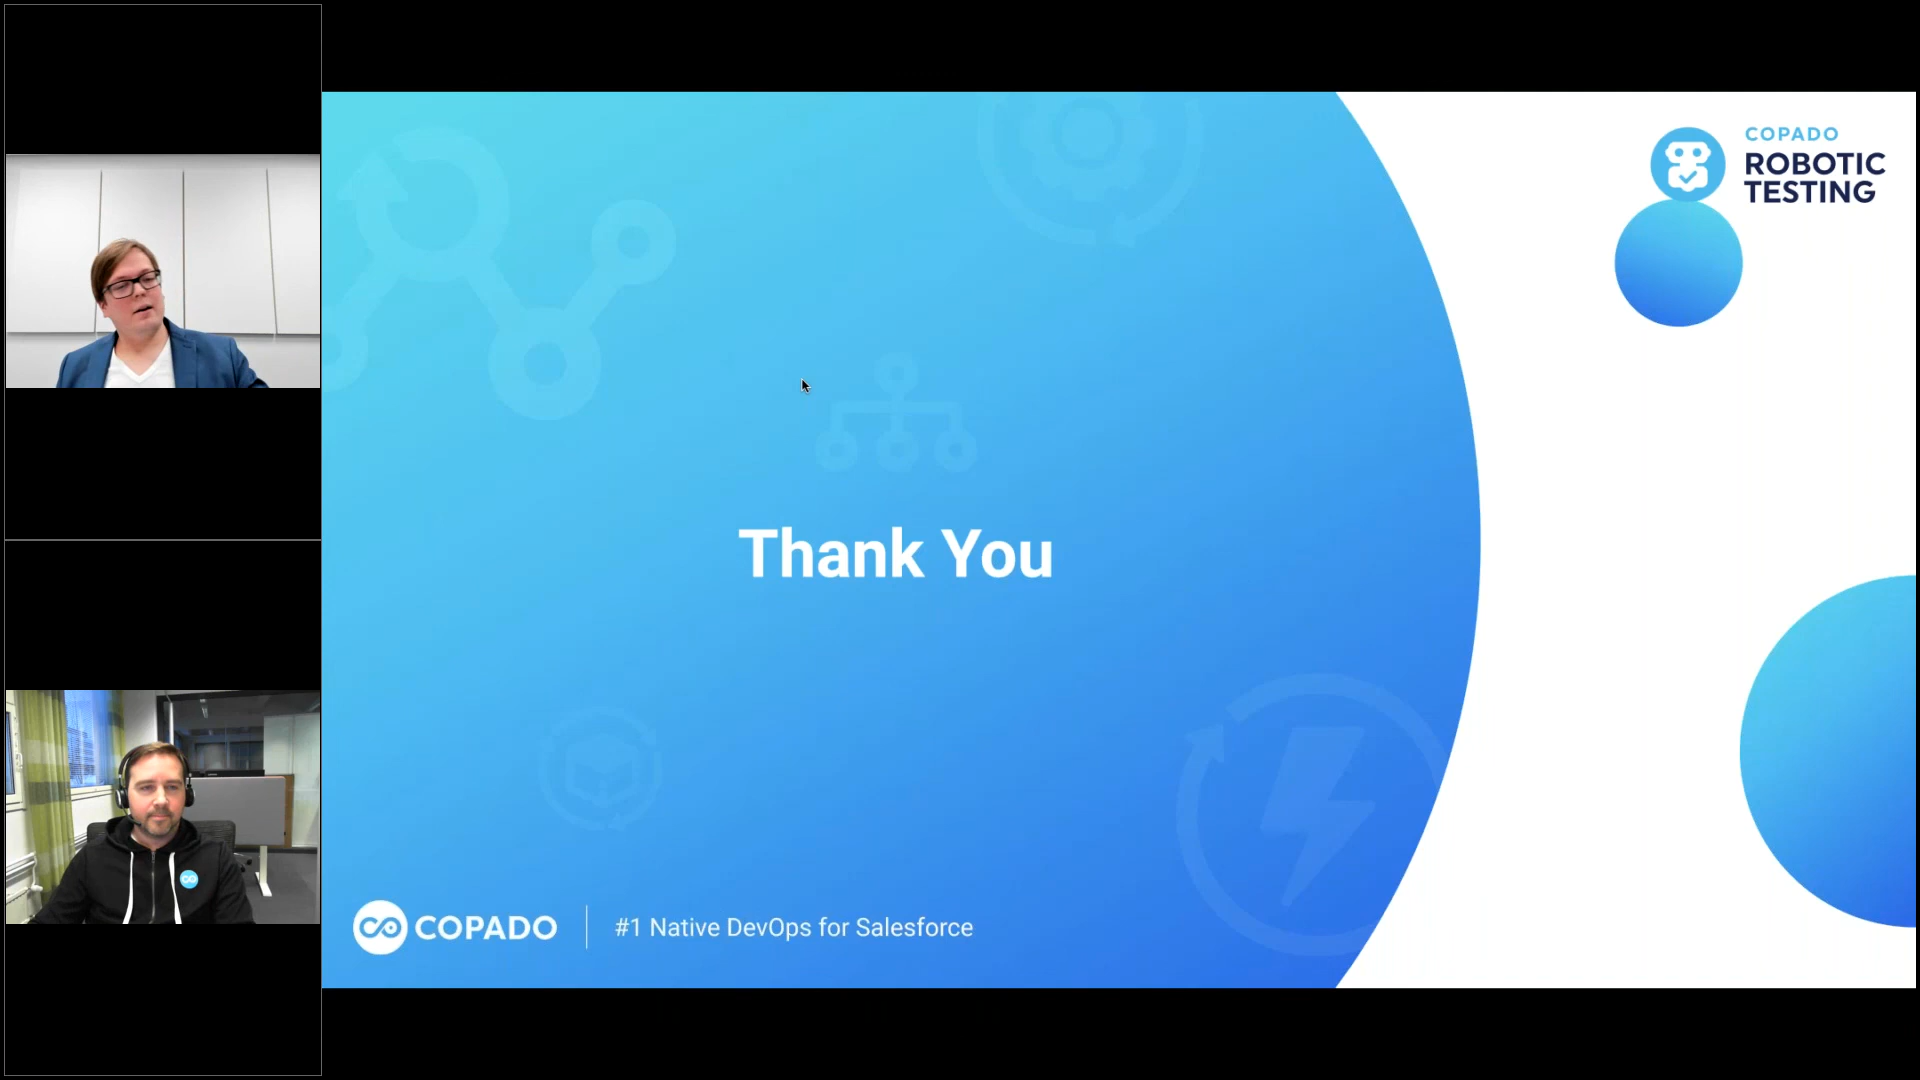 COPADO
ROBOTIC
TESTING
Thank You
COPADO
#1 Native DevOps for Salesforce